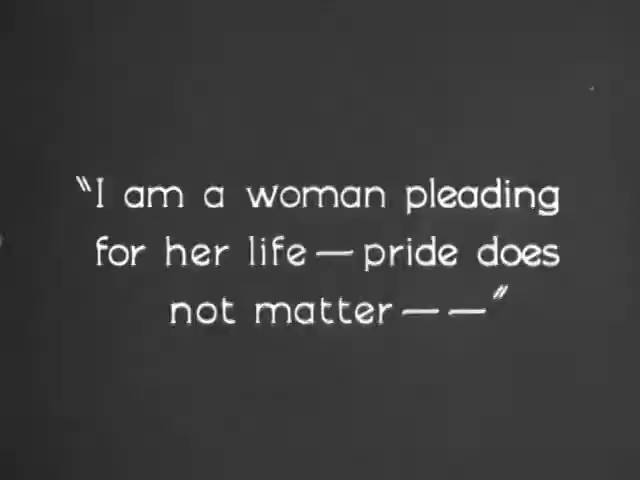 "I am a woman pleading
for her life — pride does
not matter — — "